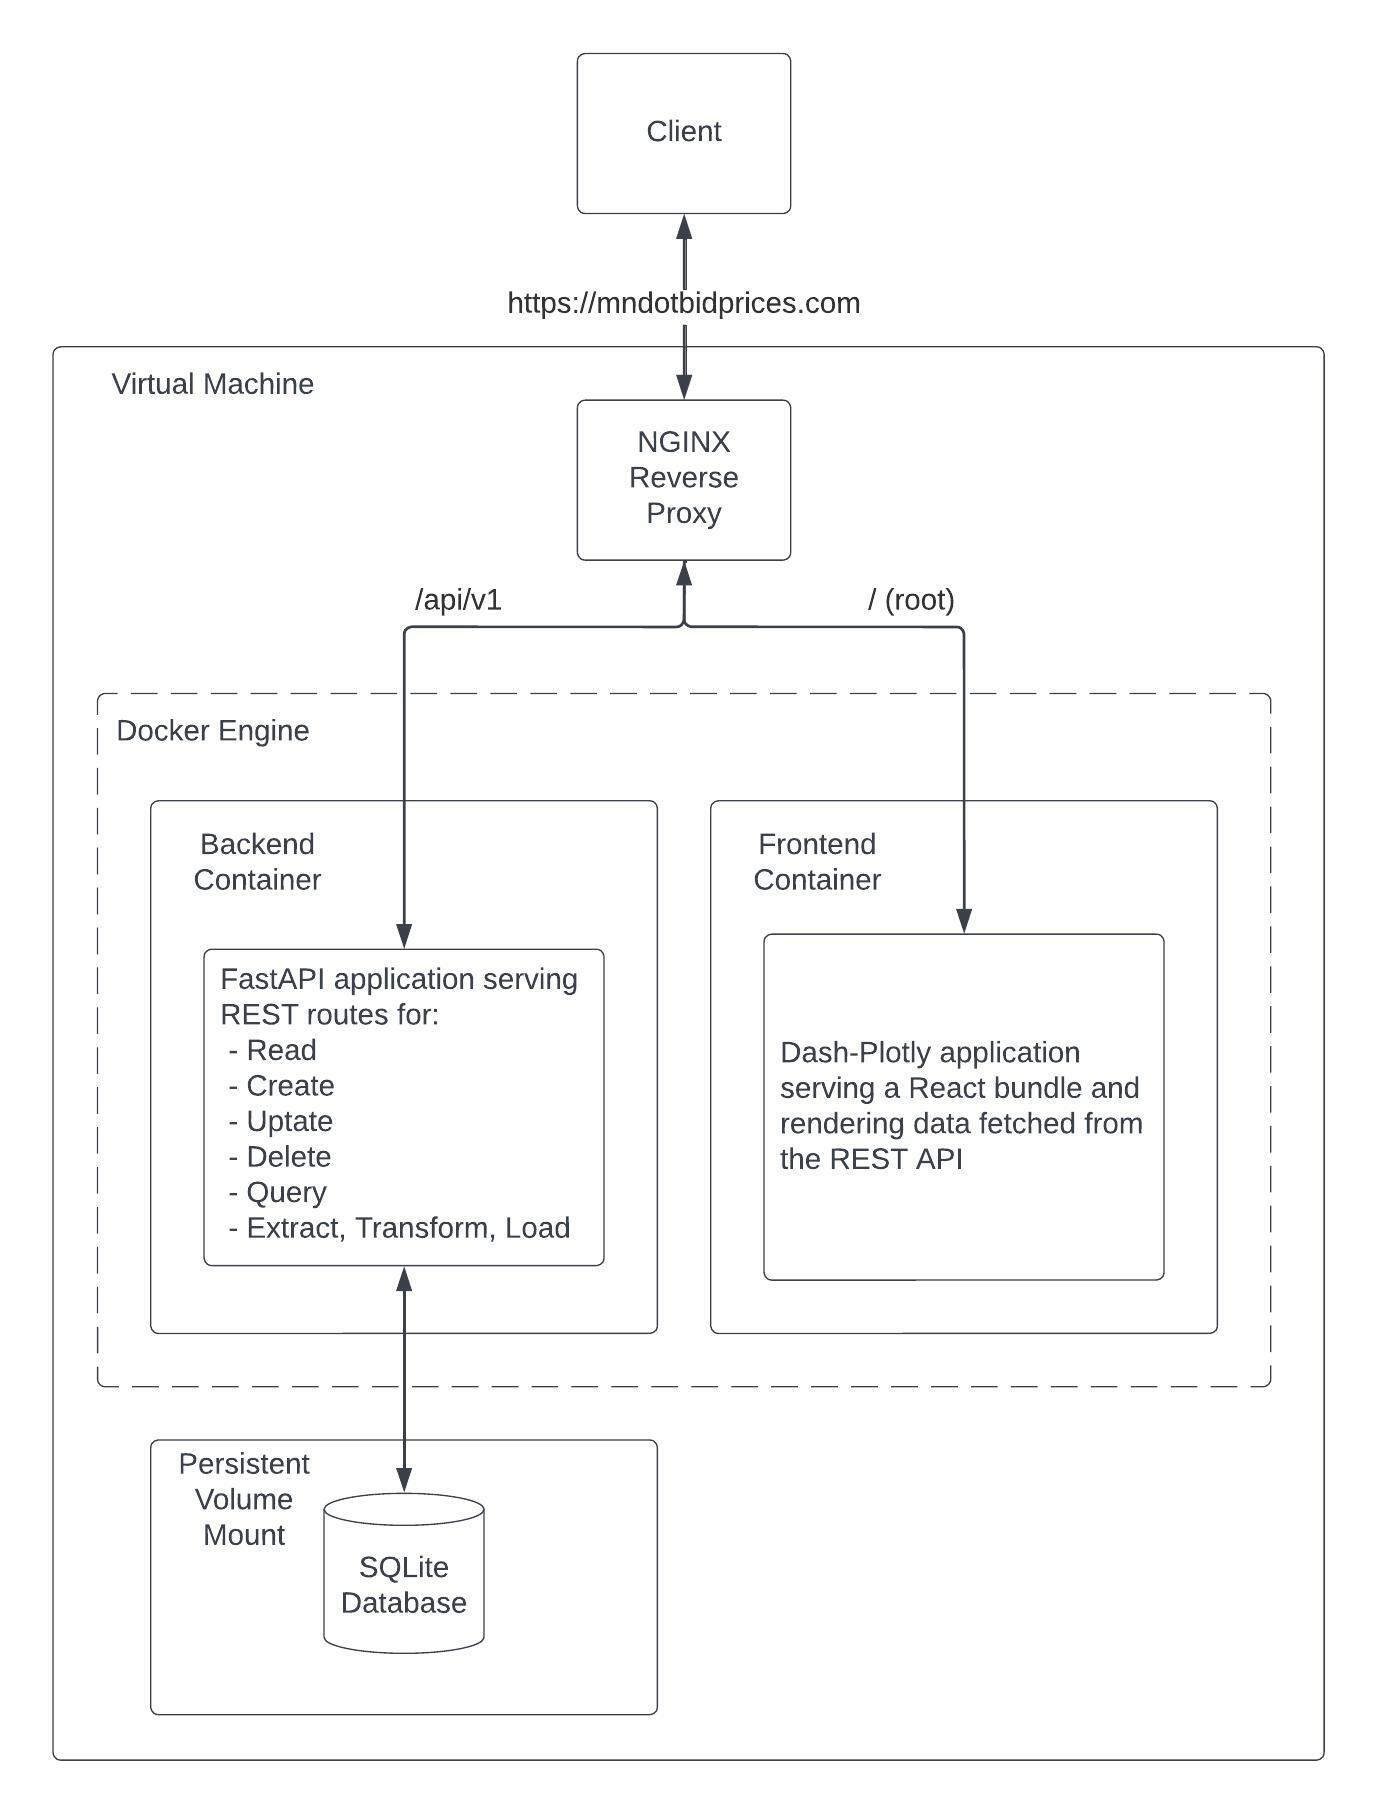 Client
https://mndotbidprices.com
Virtual Machine
NGINX
Reverse
Proxy
/api/v1
/ (root)
Docker Engine
Backend
Container
Frontend
Container
FastAPI application serving
REST routes for:
- Read
- Create
- Uptate
- Delete
- Query
- Extract, Transform, Load
Dash-Plotly application
serving a React bundle and
rendering data fetched from
the REST API
Persistent
Volume
Mount
SQLite
Database